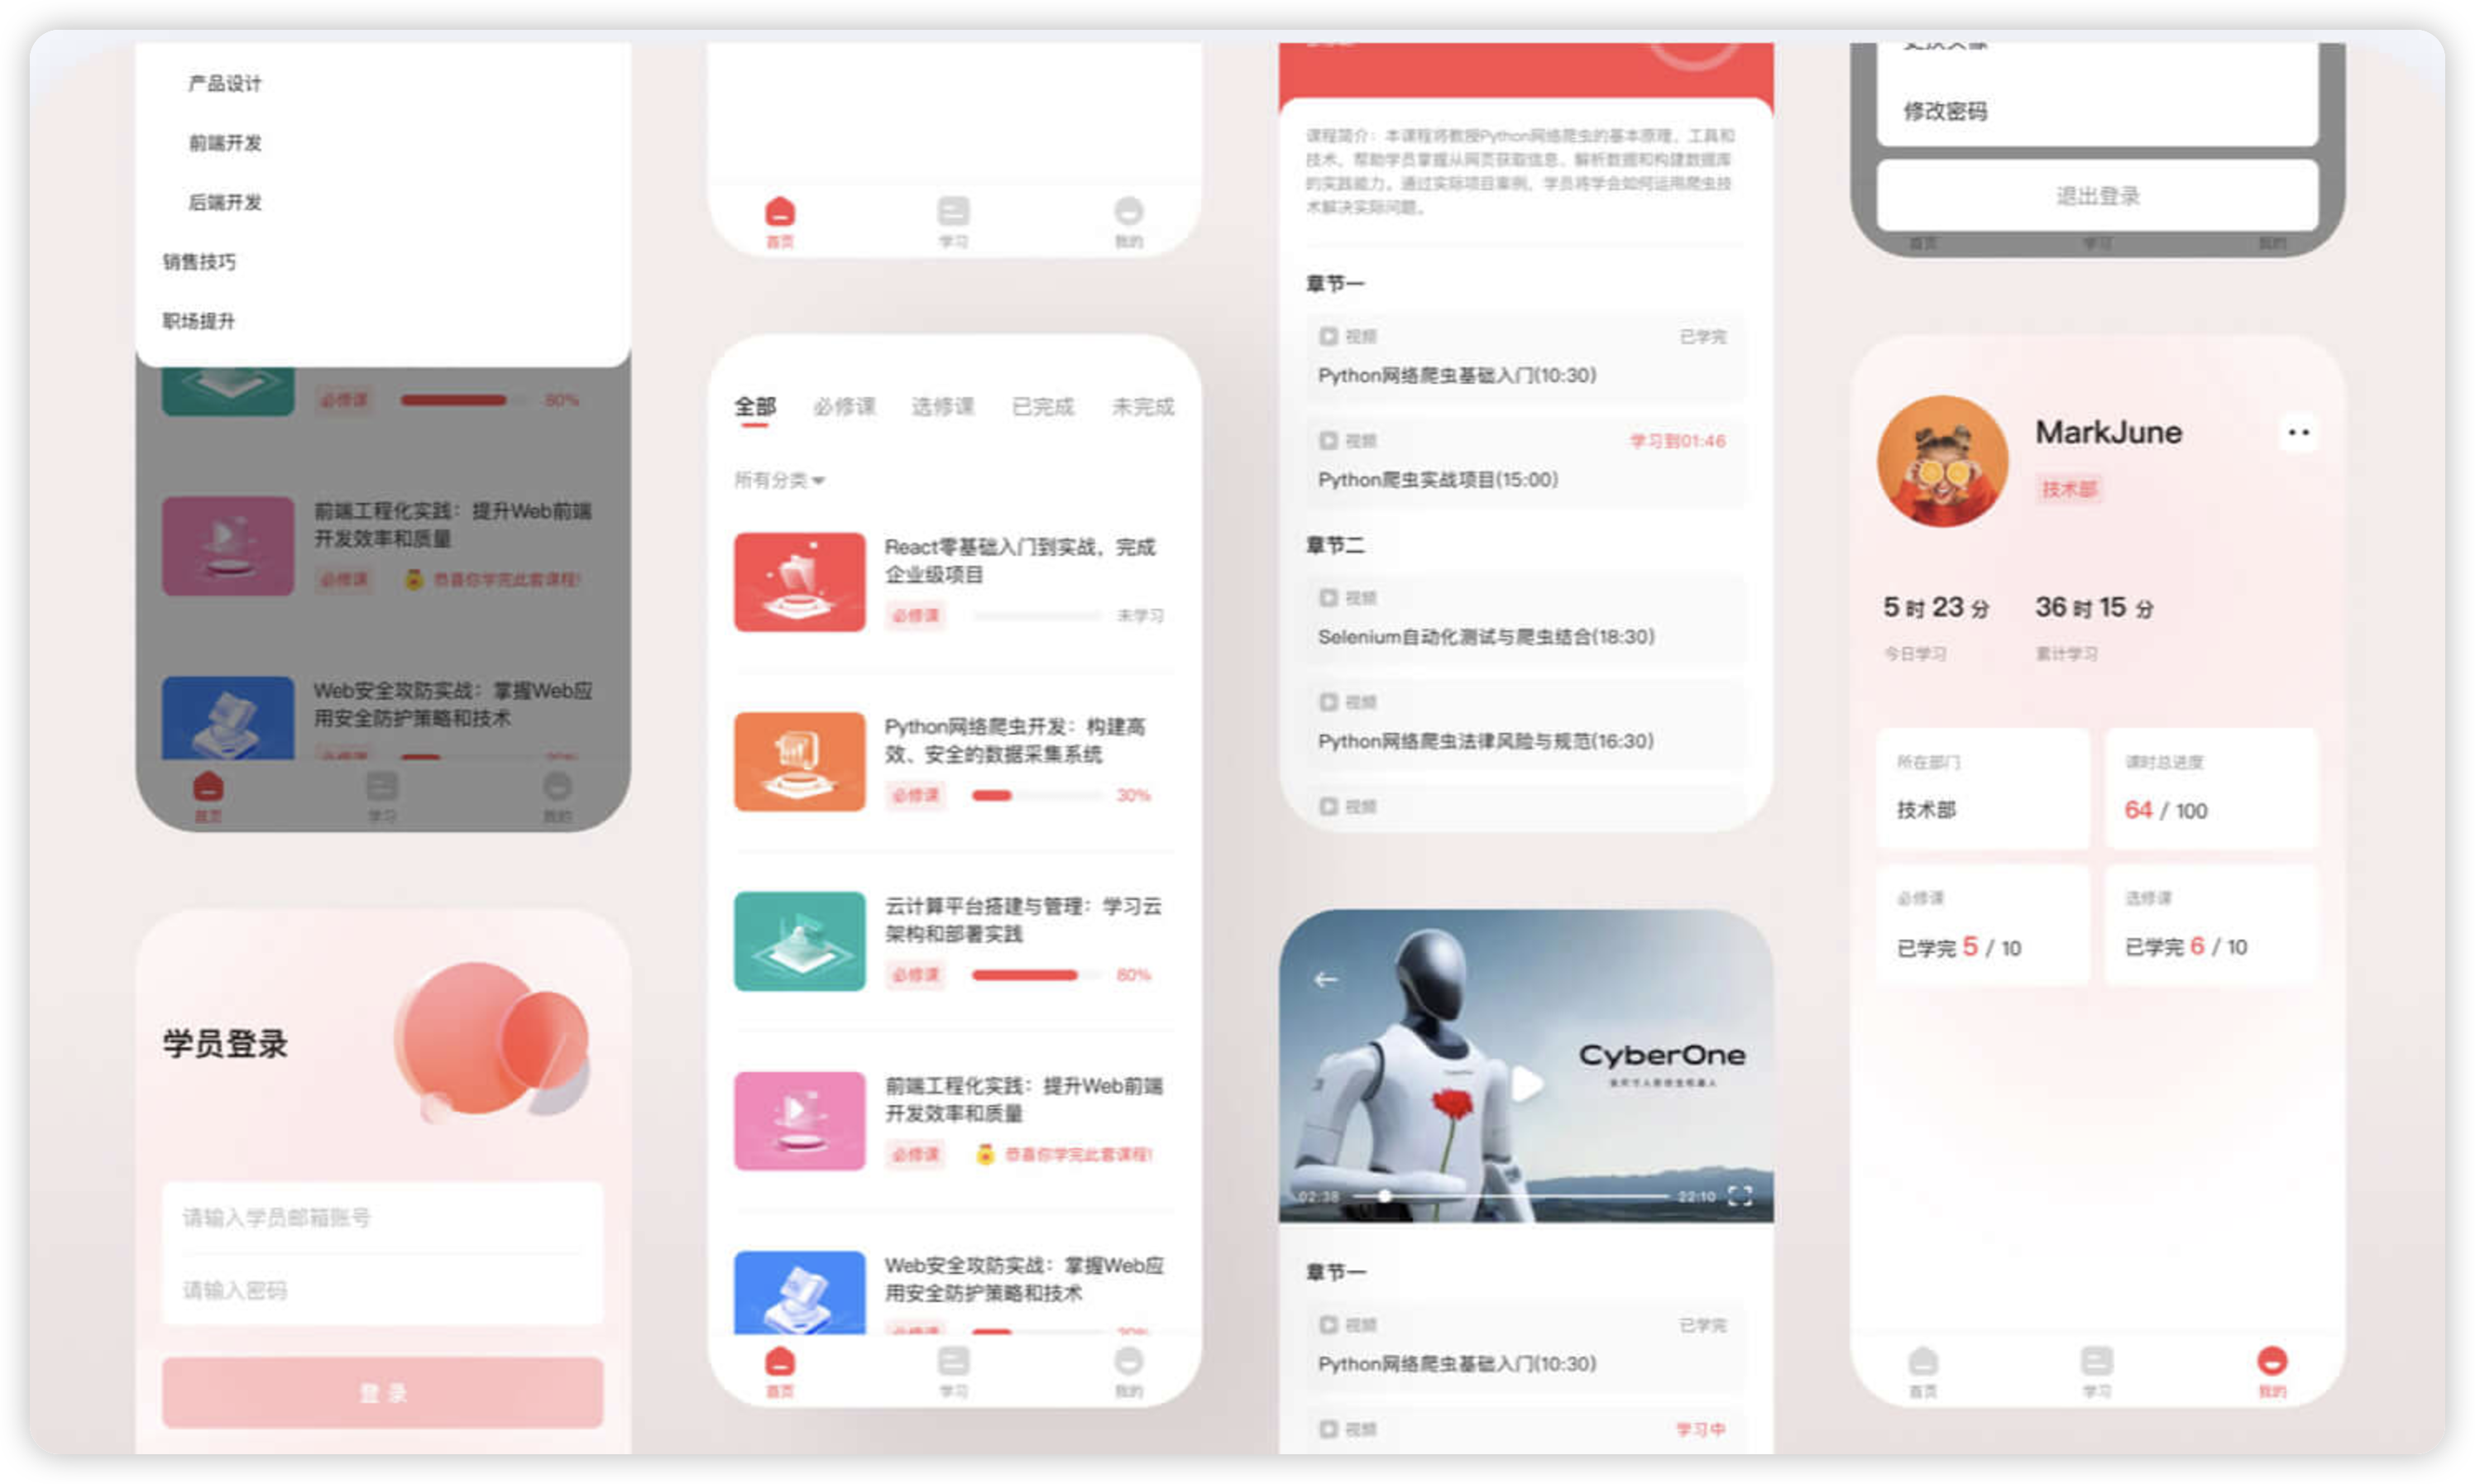 产品设计
前端开发
后端开发
销售技巧
职场提升
必修课 80%
前端工程化实践：提升Web前端
开发效率和质量
必修课 恭喜你学完此套课程!
Web安全攻防实战：掌握Web应
用安全防护策略和技术
首页 学习 我的
学员登录
请输入学员邮箱账号
请输入密码
登录
首页 学习 我的
全部 必修课 选修课 已完成 未完成
所有分类
React零基础入门到实战，完成
企业级项目
必修课 未学习
Python网络爬虫开发：构建高
效、安全的数据采集系统
必修课 30%
云计算平台搭建与管理：学习云
架构和部署实践
必修课 80%
前端工程化实践：提升Web前端
开发效率和质量
必修课 恭喜你学完此套课程!
Web安全攻防实战：掌握Web应
用安全防护策略和技术
首页 学习 我的
课程简介：本课程将教授Python网络爬虫的基本原理、工具和
技术，帮助学员掌握从网页获取信息、解析数据和构建数据库
的实践能力。通过实际项目案例，学员将学会如何运用爬虫技
术解决实际问题。
章节一
视频 已学完
Python网络爬虫基础入门(10:30)
视频 学习到01:46
Python爬虫实战项目(15:00)
章节二
视频
Selenium自动化测试与爬虫结合(18:30)
视频
Python网络爬虫法律风险与规范(16:30)
视频
CyberOne
02:38 22:10
章节一
视频 已学完
Python网络爬虫基础入门(10:30)
视频 学习中
修改密码
退出登录
首页 学习 我的
MarkJune
技术部
5 时 23 分 36 时 15 分
今日学习 累计学习
所在部门 课时总进度
技术部 64 / 100
必修课 选修课
已学完 5 / 10 已学完 6 / 10
首页 学习 我的